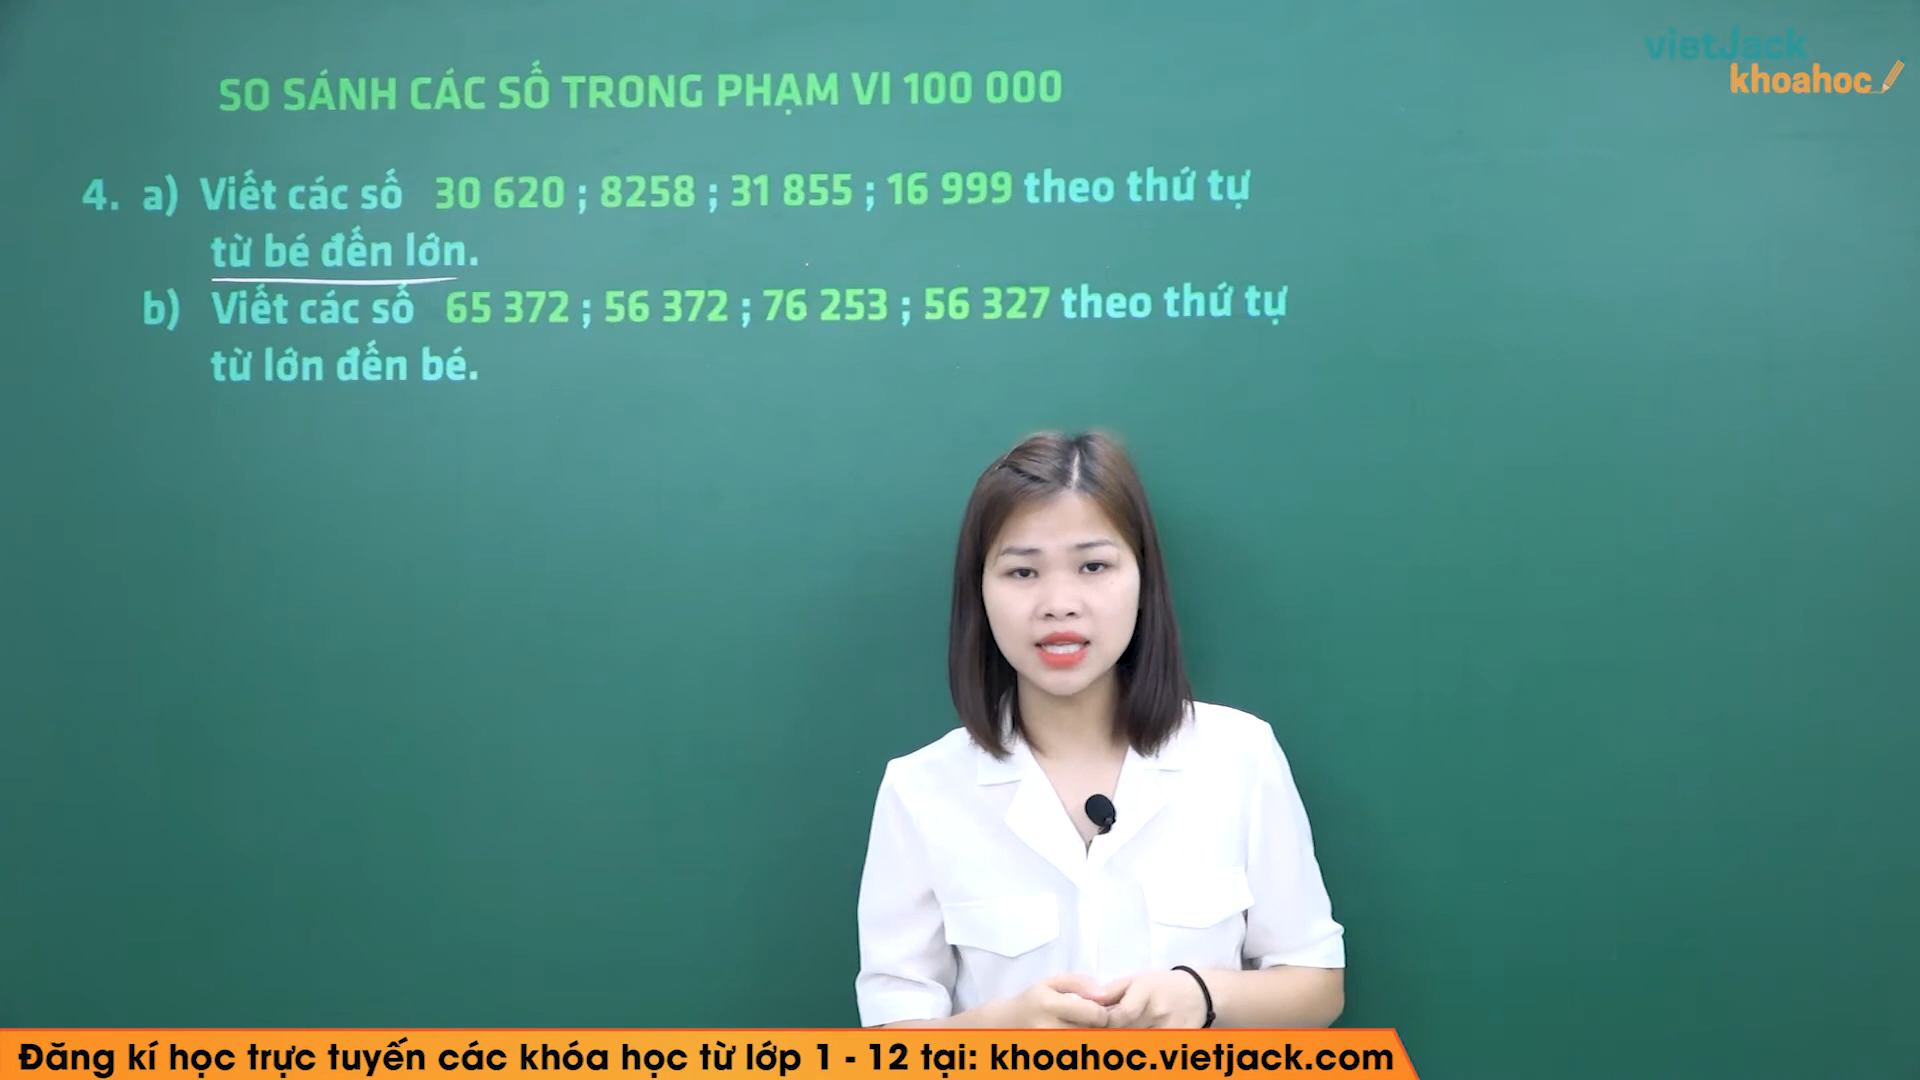 vietJack
khoahoc
SO SÁNH CÁC SỐ TRONG PHẠM VI 100 000
4. a) Viết các số 30 620 ; 8258 ; 31 855 ; 16 999 theo thứ tự
từ bé đến lớn.
b) Viết các số 65 372 ; 56 372 ; 76 253 ; 56 327 theo thứ tự
từ lớn đến bé.
Đăng kí học trực tuyến các khóa học từ lớp 1 - 12 tại: khoahoc.vietjack.com